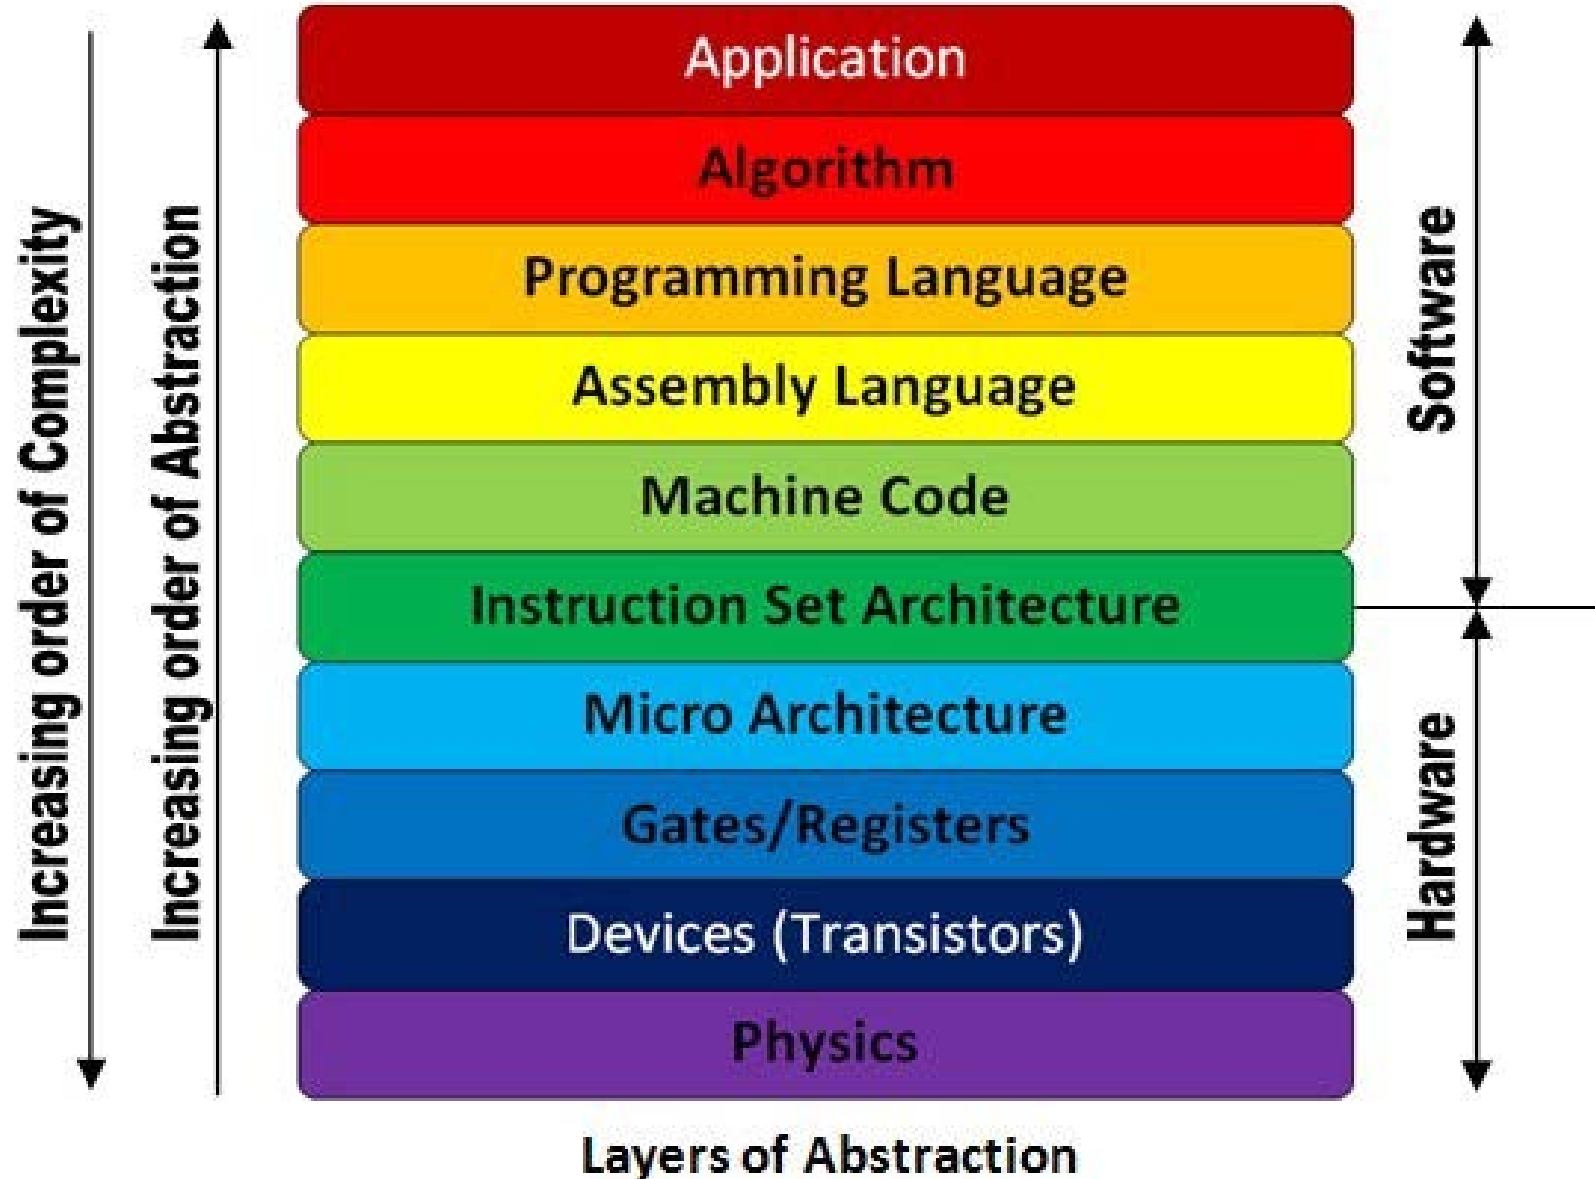 Increasing order of Complexity
Increasing order of Abstraction
Application
Algorithm
Programming Language
Assembly Language
Machine Code
Instruction Set Architecture
Micro Architecture
Gates/Registers
Devices (Transistors)
Physics
Software
Hardware
Layers of Abstraction